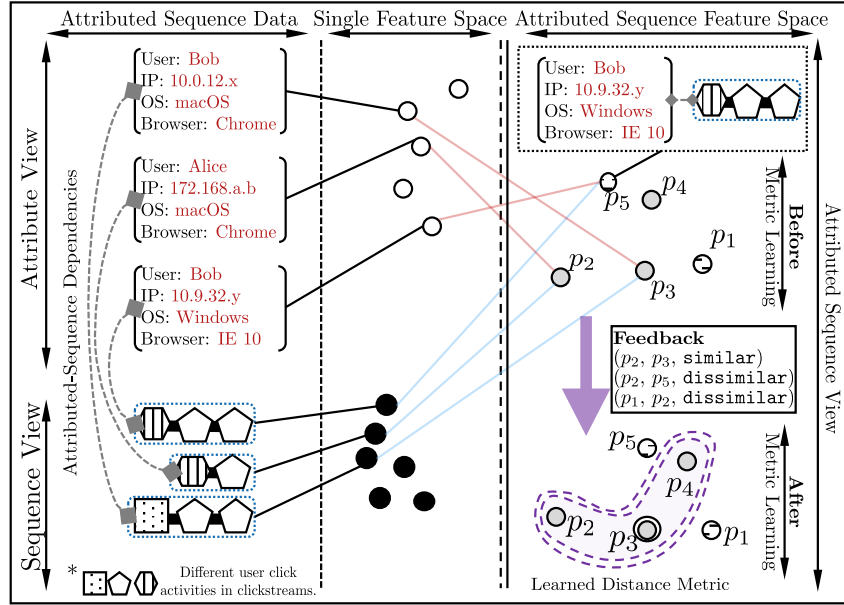 Attributed Sequence Data
Single Feature Space
Attributed Sequence Feature Space
Attribute View
Sequence View
Attributed-Sequence Dependencies
User: Bob
IP: 10.0.12.x
OS: macOS
Browser: Chrome
User: Alice
IP: 172.168.a.b
OS: macOS
Browser: Chrome
User: Bob
IP: 10.9.32.y
OS: Windows
Browser: IE 10
* Different user click
activities in clickstreams.
User: Bob
IP: 10.9.32.y
OS: Windows
Browser: IE 10
p5
p4
p1
p2
p3
Before
Metric Learning
Attributed Sequence View
Feedback
(p2, p3, similar)
(p2, p5, dissimilar)
(p1, p2, dissimilar)
p5
p4
p2
p3
p1
After
Metric Learning
Learned Distance Metric